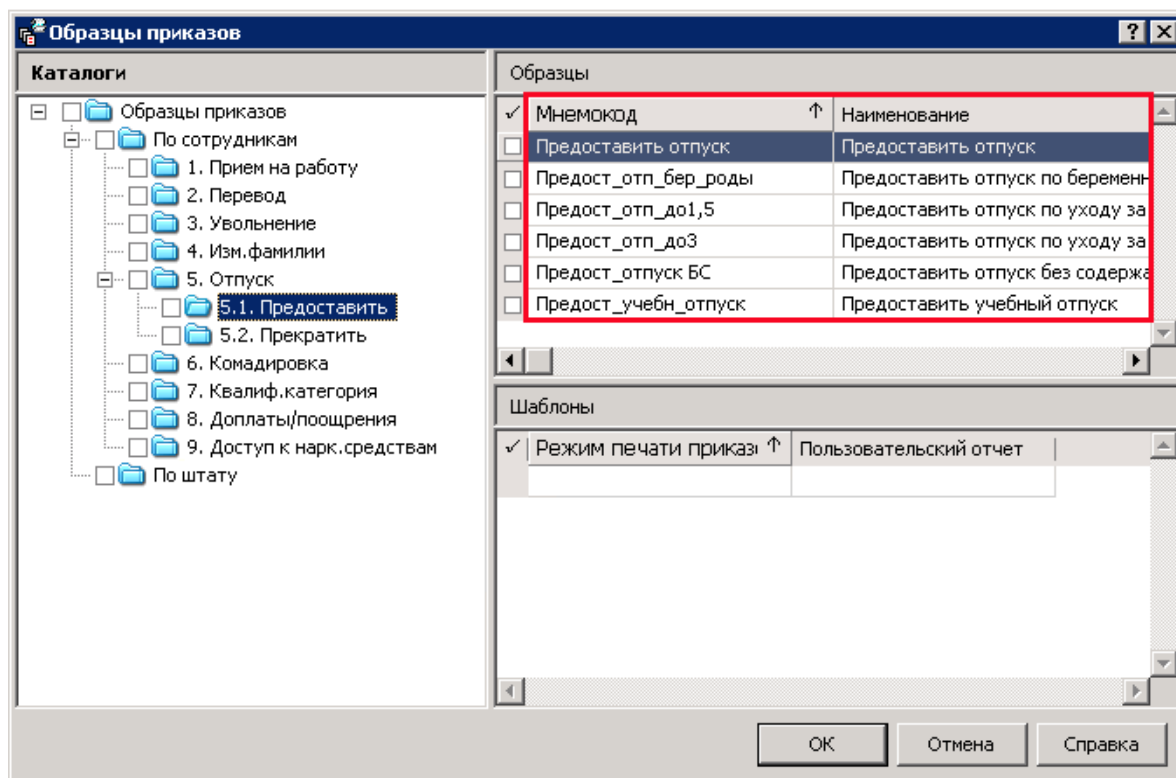 Образцы приказов
Каталоги
Образцы приказов
По сотрудникам
1. Прием на работу
2. Перевод
3. Увольнение
4. Изм.фамилии
5. Отпуск
5.1. Предоставить
5.2. Прекратить
6. Комадировка
7. Квалиф.категория
8. Доплаты/поощрения
9. Доступ к нарк.средствам
По штату
Образцы
Мнемокод Наименование
Предоставить отпуск Предоставить отпуск
Предост_отп_бер_роды Предоставить отпуск по беременн
Предост_отп_до1,5 Предоставить отпуск по уходу за
Предост_отп_до3 Предоставить отпуск по уходу за
Предост_отпуск БС Предоставить отпуск без содержа
Предост_учебн_отпуск Предоставить учебный отпуск
Шаблоны
Режим печати приказ Пользовательский отчет
ОК Отмена Справка